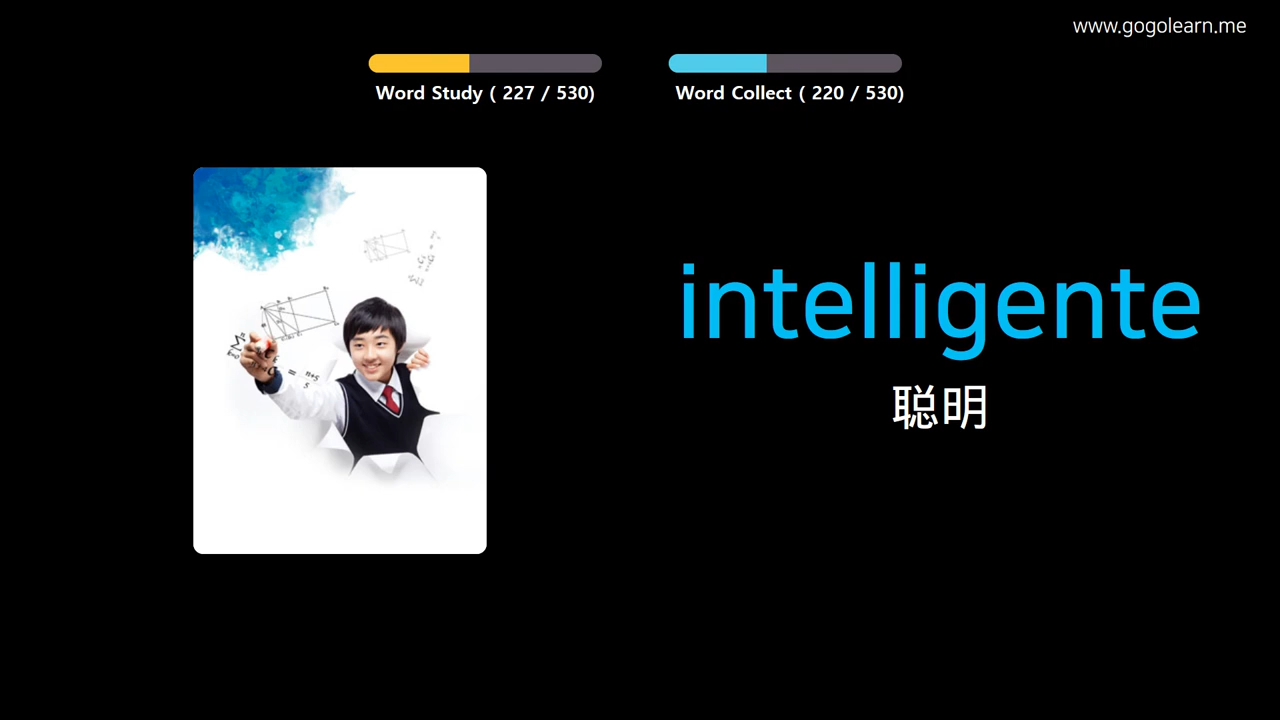 www.gogolearn.me
Word Study ( 227 / 530)
Word Collect ( 220 / 530)
intelligente
聪明